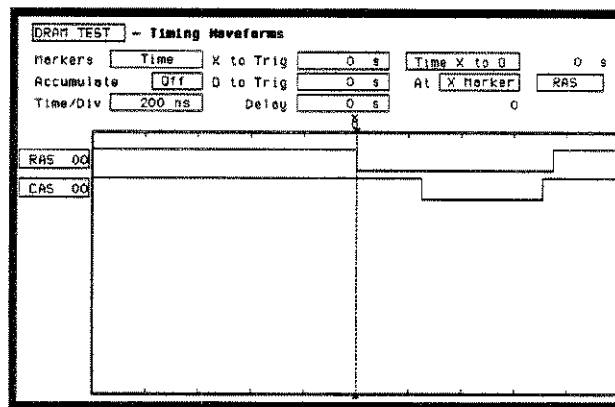 DRAM TEST - Timing Waveforms
Markers Time X to Trig 0 s Time X to O 0 s
Accumulate Off O to Trig 0 s At X Marker RAS
Time/Div 200 ns Delay 0 s 0
RAS 00
CAS 00